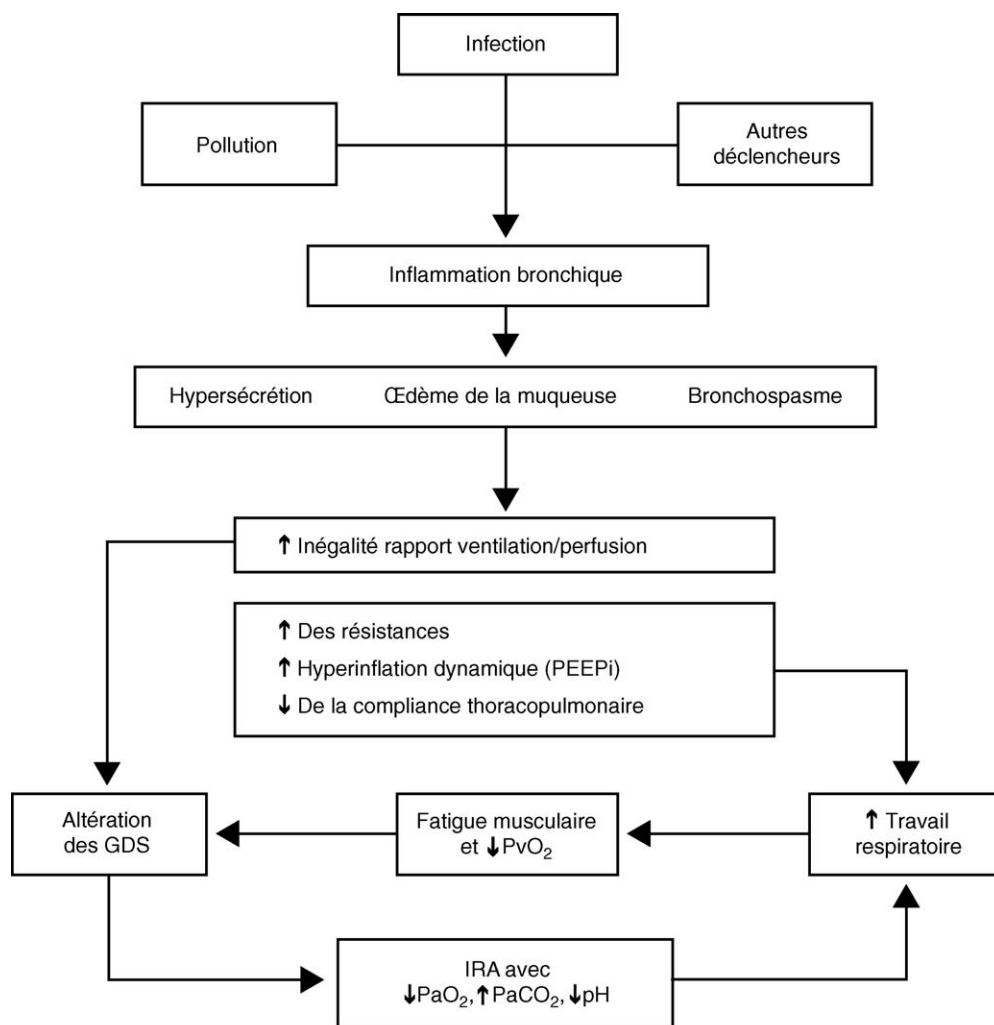 Infection
Pollution
Autres
déclencheurs
Inflammation bronchique
Hypersécrétion Œdème de la muqueuse Bronchospasme
↑ Inégalité rapport ventilation/perfusion
↑ Des résistances
↑ Hyperinflation dynamique (PEEPi)
↓ De la compliance thoracopulmonaire
Altération
des GDS
Fatigue musculaire
et ↓PvO₂
↑ Travail
respiratoire
IRA avec
↓PaO₂,↑PaCO₂,↓pH